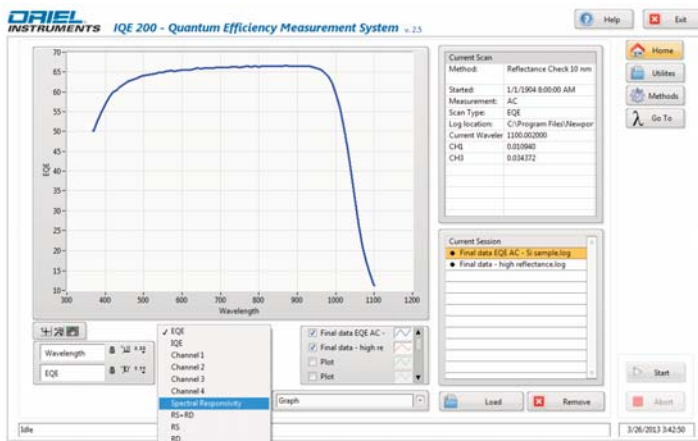 ORIEL INSTRUMENTS
IQE 200 - Quantum Efficiency Measurement System v. 2.5
Help
Exit
Home
Utilites
Methods
λ Go To
EQE
70
65
60
55
50
45
40
35
30
25
20
15
10
300 400 500 600 700 800 900 1000 1100 1200
Wavelength
Current Scan
Method: Reflectance Check 10 nm
Started: 1/1/1904 8:00:00 AM
Measurement: AC
Scan Type: EQE
Log location: C:\Program Files\Newpor
Current Waveler 1100.002000
CH1 0.010940
CH3 0.034372
Current Session
Final data EQE AC - Si sample.log
Final data - high reflectance.log
Wavelength
EQE
✓ EQE
IQE
Channel 1
Channel 2
Channel 3
Channel 4
Spectral Responsivity
RS+RD
RS
RD
Final data EQE AC -
Final data - high re
Plot
Plot
Graph
Load
Remove
Start
Abort
Idle
3/26/2013 3:42:50